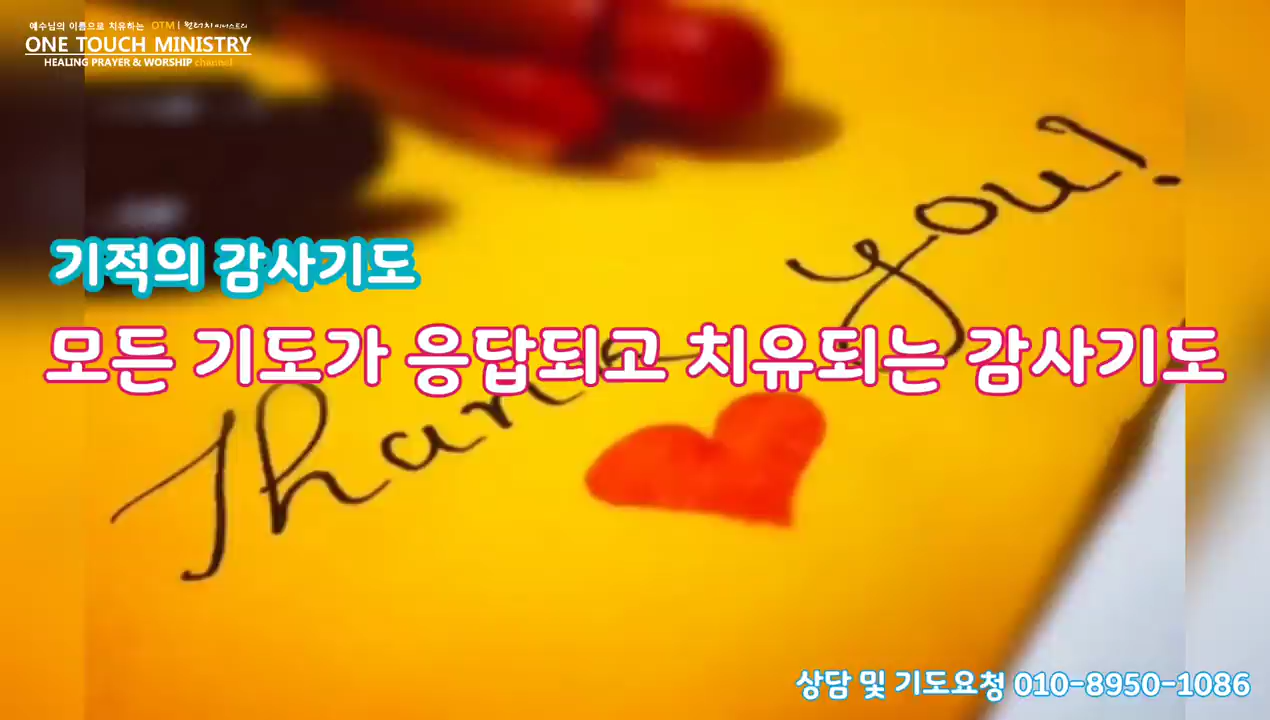 예수님의 이름으로 치유하는 OTM | 원터치 미니스트리
ONE TOUCH MINISTRY
HEALING PRAYER & WORSHIP channel
you!
기적의 감사기도
모든 기도가 응답되고 치유되는 감사기도
Thank
상담 및 기도요청 010-8950-1086